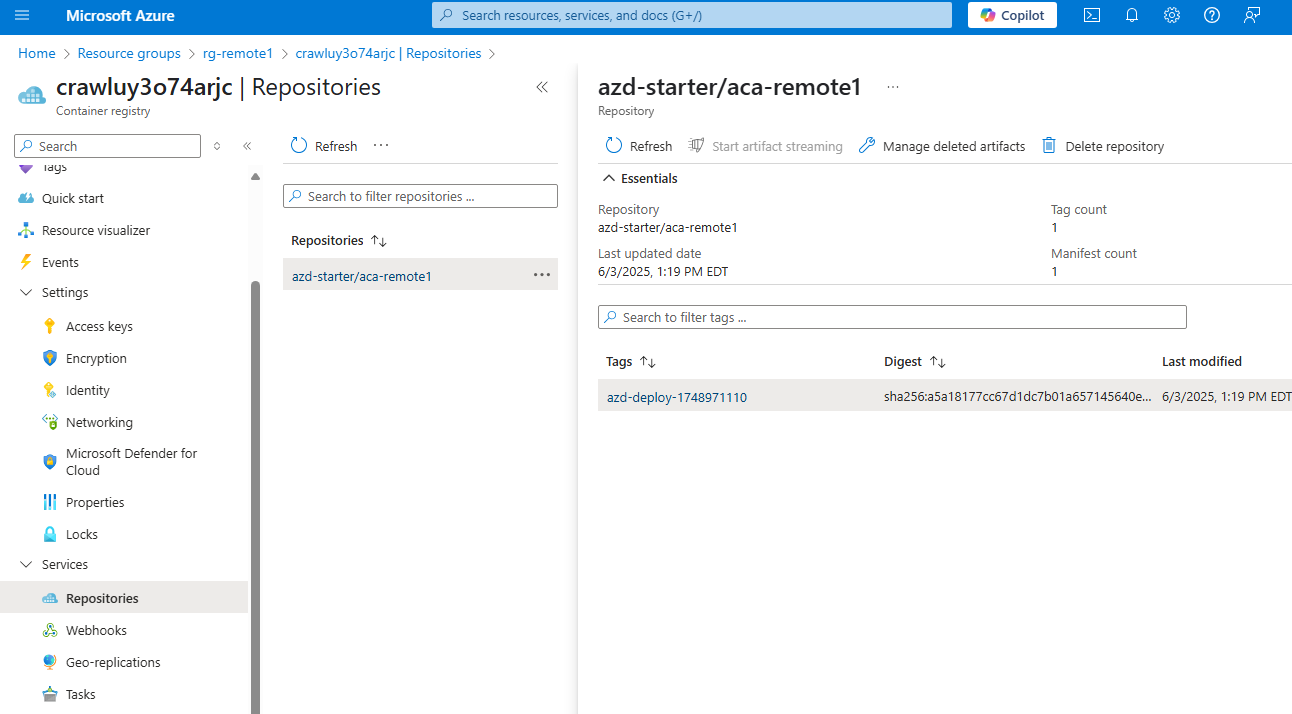 Microsoft Azure
Search resources, services, and docs (G+/)
Copilot
Home > Resource groups > rg-remote1 > crawluy3o74arjc | Repositories >
crawluy3o74arjc | Repositories
Container registry
Search
Tags
Quick start
Resource visualizer
Events
Settings
Access keys
Encryption
Identity
Networking
Microsoft Defender for
Cloud
Properties
Locks
Services
Repositories
Webhooks
Geo-replications
Tasks
Refresh ...
Search to filter repositories ...
Repositories
azd-starter/aca-remote1 ...
azd-starter/aca-remote1 ...
Repository
Refresh Start artifact streaming Manage deleted artifacts Delete repository
Essentials
Repository
azd-starter/aca-remote1
Last updated date
6/3/2025, 1:19 PM EDT
Tag count
1
Manifest count
1
Search to filter tags ...
Tags Digest Last modified
azd-deploy-1748971110 sha256:a5a18177cc67d1dc7b01a657145640e... 6/3/2025, 1:19 PM EDT